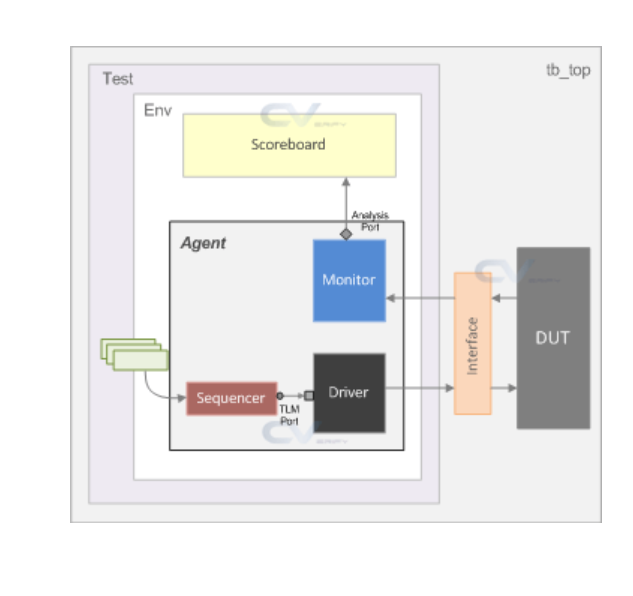 tb_top
Test
Env
Scoreboard
Analysis
Port
Agent
Monitor
Interface
DUT
Driver
Sequencer
TLM
Port